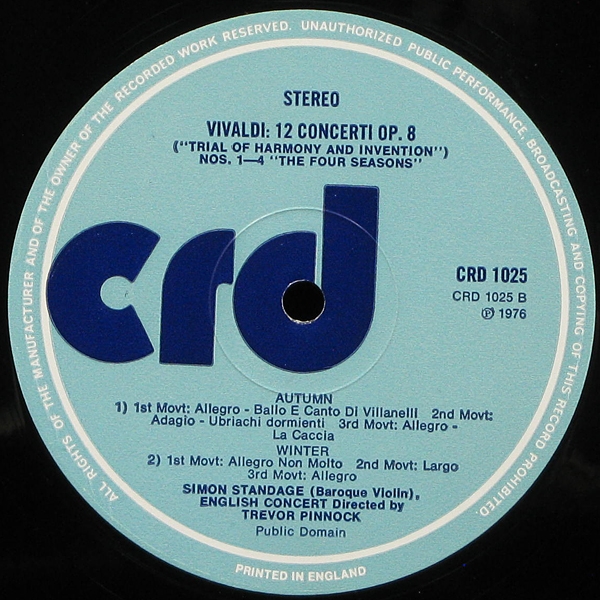 ALL RIGHTS OF THE MANUFACTURER AND OF THE OWNER OF THE RECORDED WORK RESERVED. UNAUTHORIZED PUBLIC PERFORMANCE, BROADCASTING AND COPYING OF THIS RECORD PROHIBITED.
STEREO
VIVALDI: 12 CONCERTI OP. 8
("TRIAL OF HARMONY AND INVENTION")
NOS. 1—4 "THE FOUR SEASONS"
crd
CRD 1025
CRD 1025 B
℗ 1976
AUTUMN
1) 1st Movt: Allegro - Ballo E Canto Di Villanelli 2nd Movt:
Adagio - Ubriachi dormienti 3rd Movt: Allegro -
La Caccia
WINTER
2) 1st Movt: Allegro Non Molto 2nd Movt: Largo
3rd Movt: Allegro
SIMON STANDAGE (Baroque Violin),
ENGLISH CONCERT Directed by
TREVOR PINNOCK
Public Domain
PRINTED IN ENGLAND